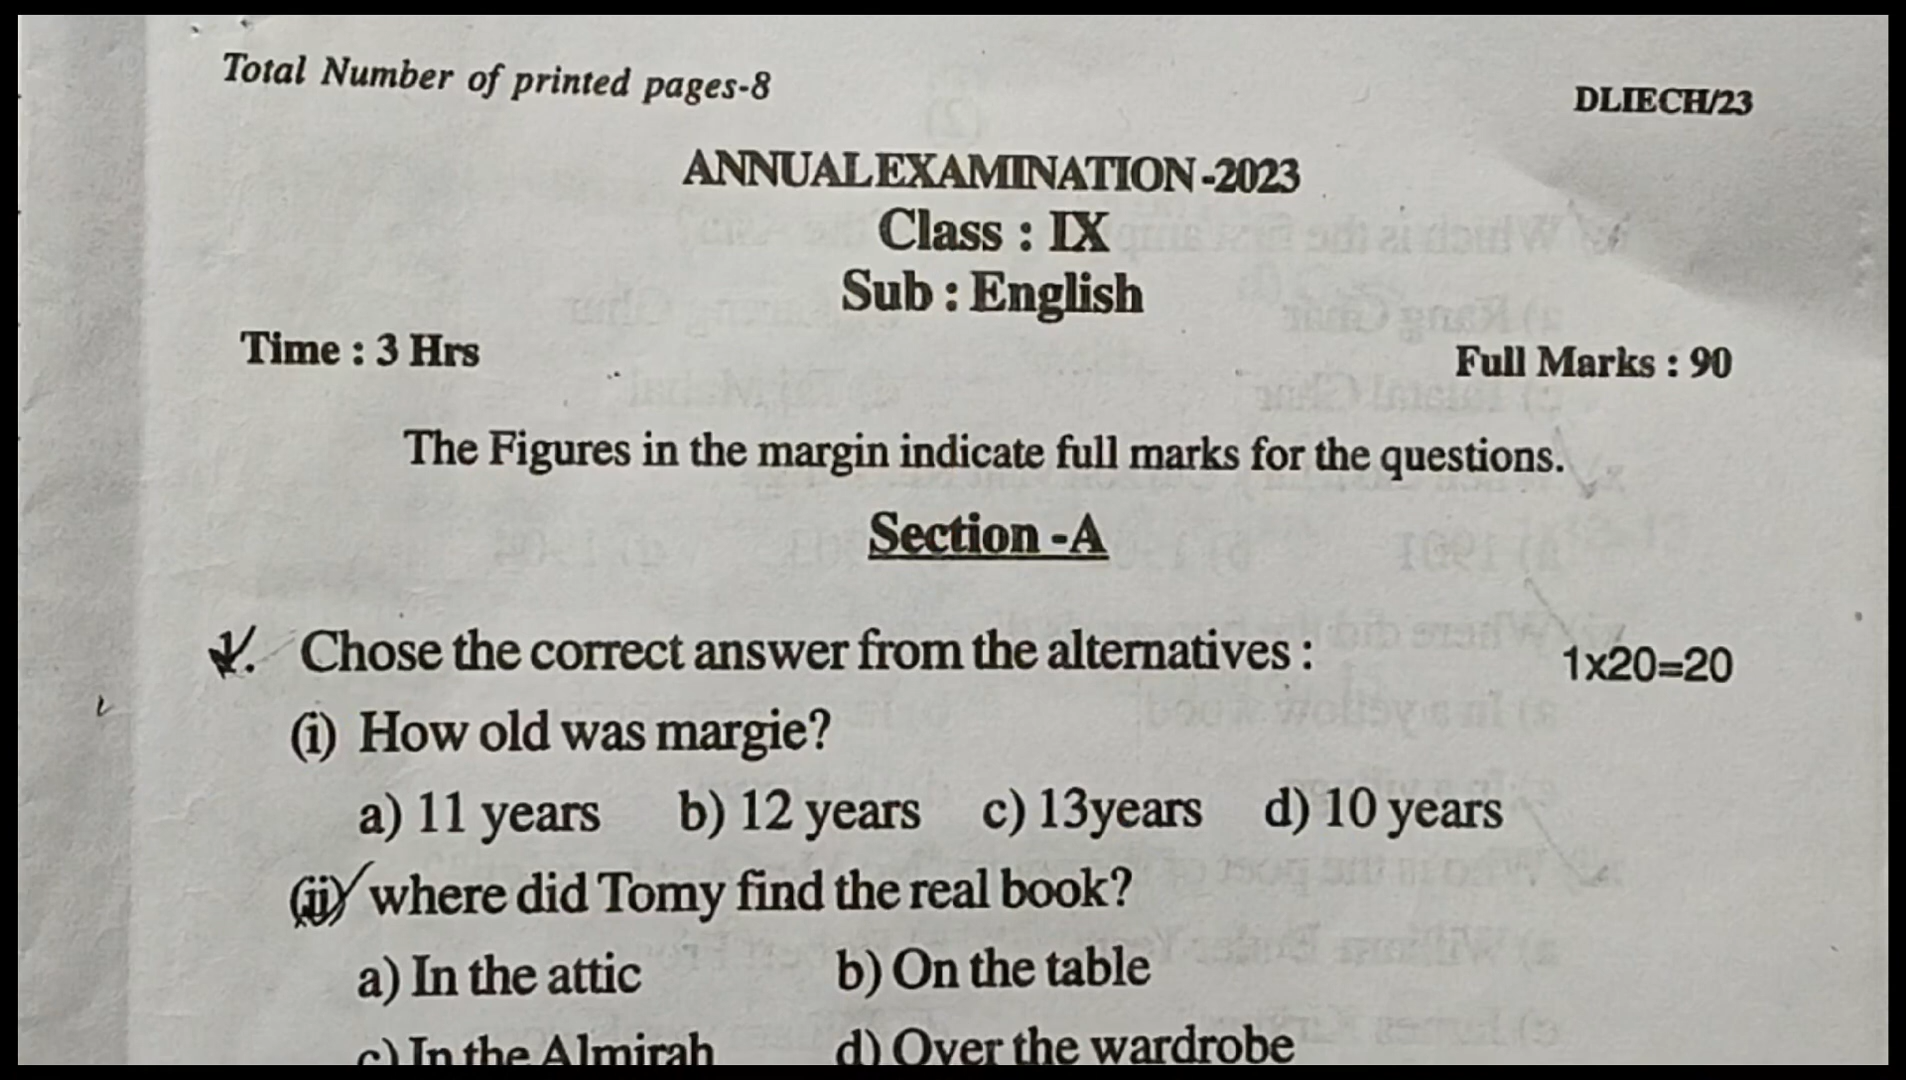 Total Number of printed pages-8
DLIECH/23
ANNUAL EXAMINATION-2023
Class : IX
Sub : English
Time : 3 Hrs
Full Marks : 90
The Figures in the margin indicate full marks for the questions.
Section -A
1. Chose the correct answer from the alternatives : 1x20=20
(i) How old was margie?
a) 11 years b) 12 years c) 13years d) 10 years
(ii) where did Tomy find the real book?
a) In the attic b) On the table
c) In the Almirah d) Over the wardrobe